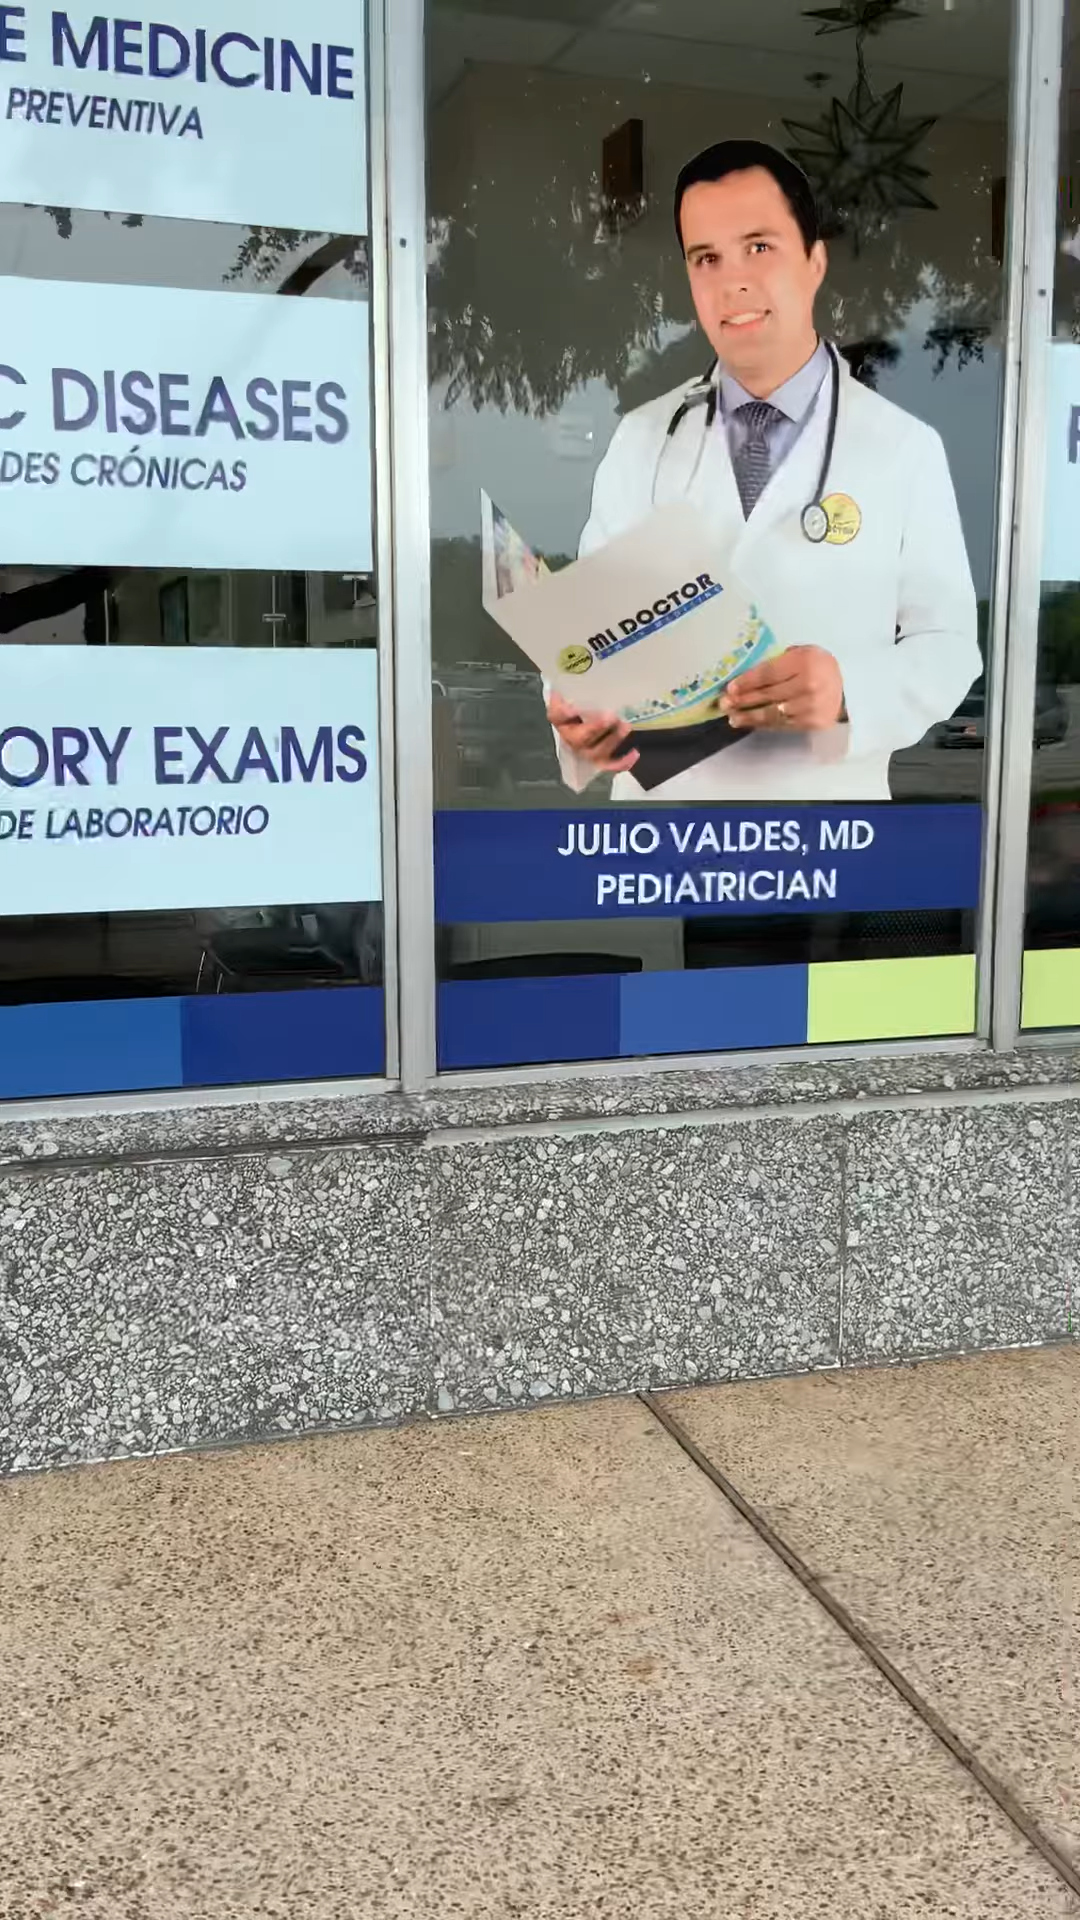 E MEDICINE
PREVENTIVA
C DISEASES
DES CRÓNICAS
ORY EXAMS
DE LABORATORIO
MI DOCTOR
JULIO VALDES, MD
PEDIATRICIAN